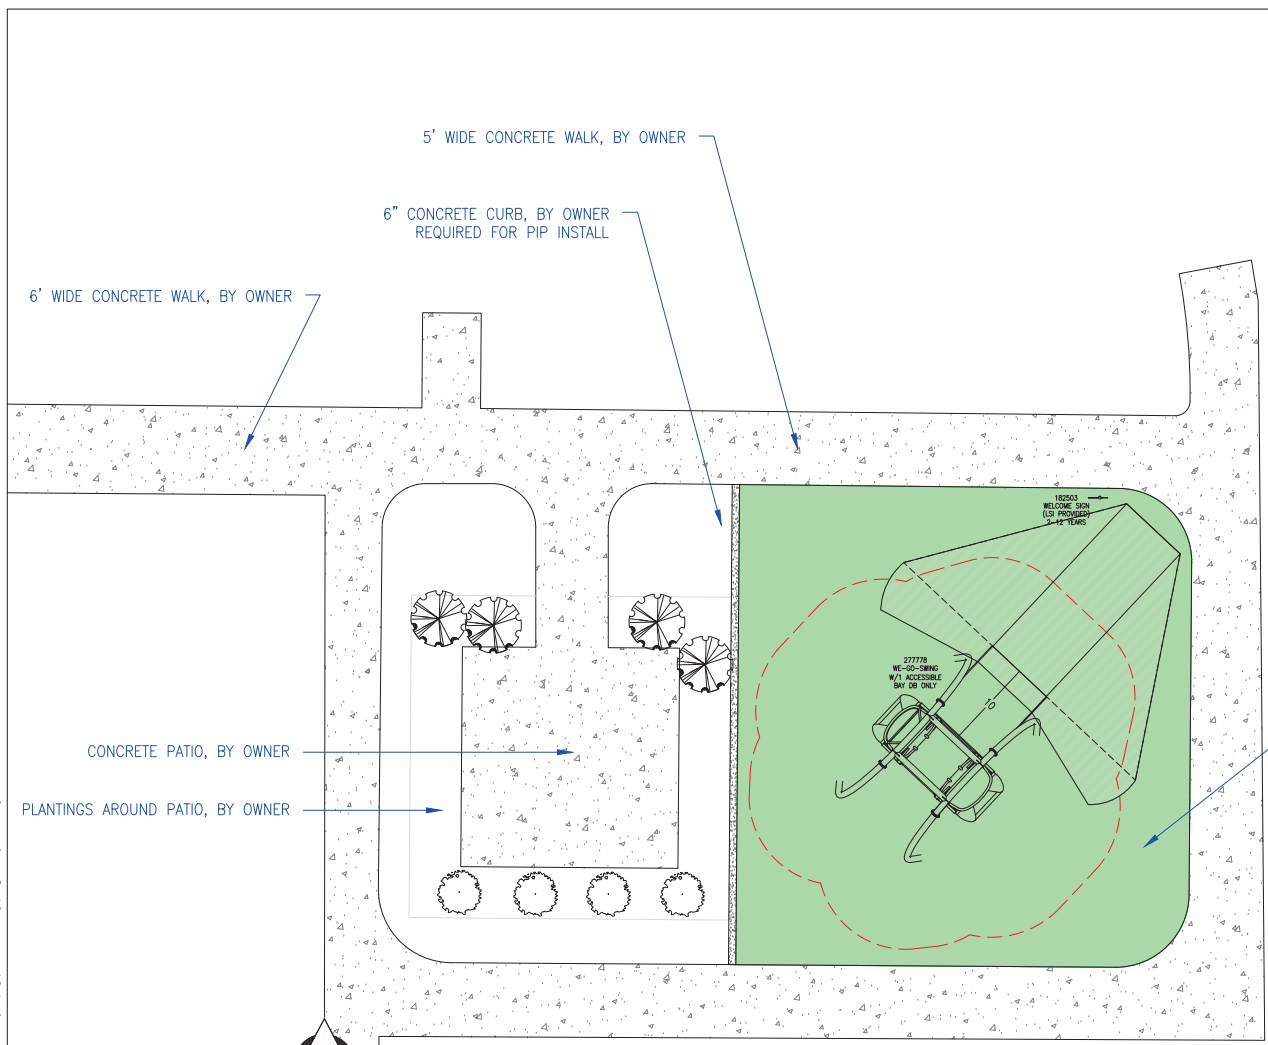 5' WIDE CONCRETE WALK, BY OWNER
6" CONCRETE CURB, BY OWNER
REQUIRED FOR PIP INSTALL
6' WIDE CONCRETE WALK, BY OWNER
182503
WELCOME SIGN
(LSI PROVIDED)
2-12 YEARS
277778
WE-GO-SWING
W/1 ACCESSIBLE
BAY DB ONLY
10
CONCRETE PATIO, BY OWNER
PLANTINGS AROUND PATIO, BY OWNER